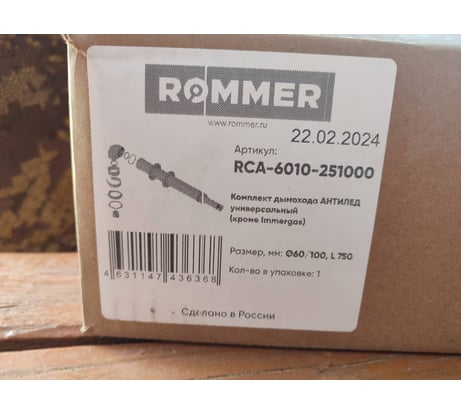 ROMMER
www.rommer.ru
22.02.2024
Артикул:
RCA-6010-251000
Комплект дымохода АНТИЛЕД
универсальный
(кроме Immergas)
Размер, мм: Ø60/100, L 750
Кол-во в упаковке: 1
4 631147 436368
Сделано в России